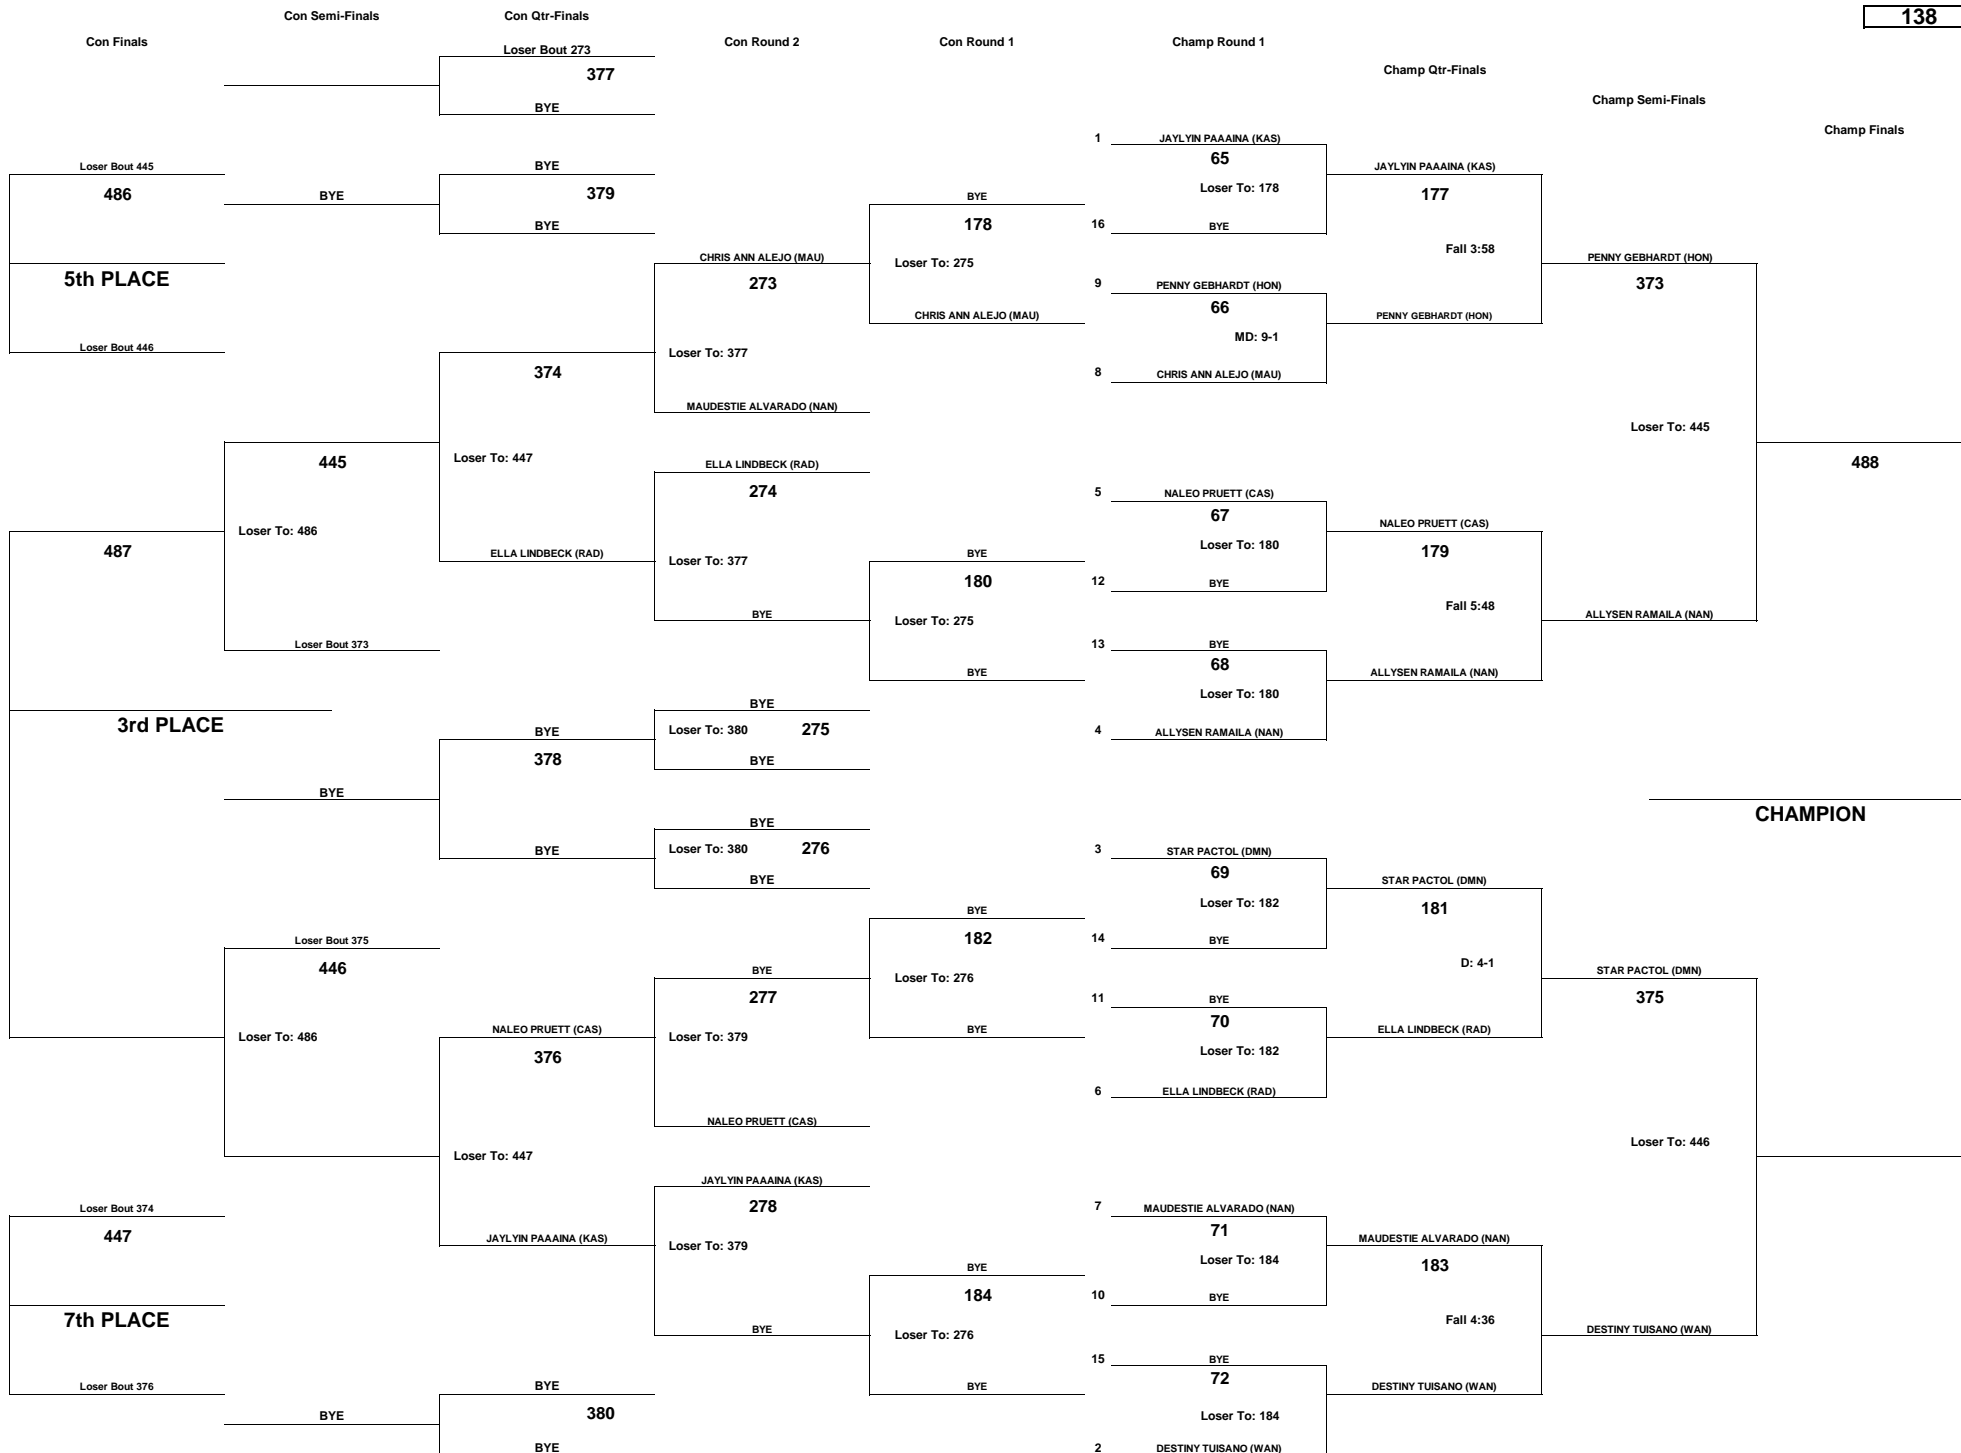 Con Semi-Finals
Con Qtr-Finals
138
Con Finals
Loser Bout 273
Con Round 2
Con Round 1
Champ Round 1
377
Champ Qtr-Finals
BYE
Champ Semi-Finals
Champ Finals
1 JAYLYIN PAAAINA (KAS)
Loser Bout 445
BYE
65
JAYLYIN PAAAINA (KAS)
486
BYE
379
Loser To: 178
177
BYE
BYE
178
16 BYE
Fall 3:58
CHRIS ANN ALEJO (MAU)
Loser To: 275
PENNY GEBHARDT (HON)
5th PLACE
273
9 PENNY GEBHARDT (HON)
373
CHRIS ANN ALEJO (MAU)
66
PENNY GEBHARDT (HON)
MD: 9-1
Loser Bout 446
Loser To: 377
374
8 CHRIS ANN ALEJO (MAU)
MAUDESTIE ALVARADO (NAN)
Loser To: 445
445
Loser To: 447
ELLA LINDBECK (RAD)
488
274
5 NALEO PRUETT (CAS)
67
Loser To: 486
NALEO PRUETT (CAS)
487
ELLA LINDBECK (RAD)
Loser To: 377
BYE
Loser To: 180
179
180
12 BYE
Fall 5:48
BYE
Loser To: 275
ALLYSEN RAMAILA (NAN)
Loser Bout 373
13 BYE
68
BYE
ALLYSEN RAMAILA (NAN)
Loser To: 180
BYE
3rd PLACE
BYE
Loser To: 380
275
4 ALLYSEN RAMAILA (NAN)
378
BYE
BYE
CHAMPION
BYE
BYE
Loser To: 380
276
3 STAR PACTOL (DMN)
69
BYE
STAR PACTOL (DMN)
Loser To: 182
181
BYE
Loser Bout 375
182
14 BYE
446
BYE
Loser To: 276
D: 4-1
STAR PACTOL (DMN)
277
11 BYE
375
70
Loser To: 486
NALEO PRUETT (CAS)
Loser To: 379
BYE
ELLA LINDBECK (RAD)
376
Loser To: 182
6 ELLA LINDBECK (RAD)
NALEO PRUETT (CAS)
Loser To: 446
Loser To: 447
JAYLYIN PAAAINA (KAS)
Loser Bout 374
278
7 MAUDESTIE ALVARADO (NAN)
447
JAYLYIN PAAAINA (KAS)
Loser To: 379
71
MAUDESTIE ALVARADO (NAN)
BYE
Loser To: 184
183
184
10 BYE
7th PLACE
BYE
Loser To: 276
Fall 4:36
DESTINY TUISANO (WAN)
15 BYE
Loser Bout 376
BYE
BYE
72
DESTINY TUISANO (WAN)
BYE
380
Loser To: 184
BYE
2 DESTINY TUISANO (WAN)